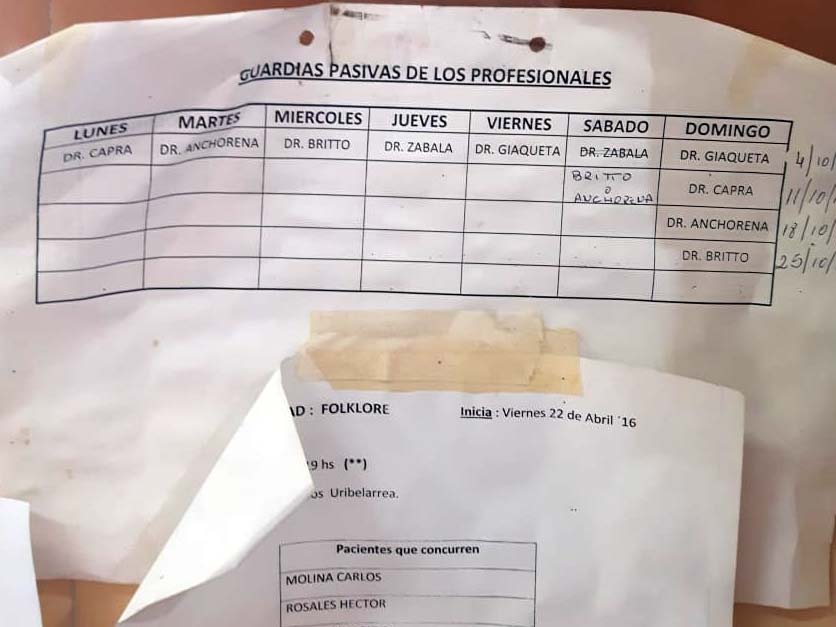 GUARDIAS PASIVAS DE LOS PROFESIONALES
LUNES MARTES MIERCOLES JUEVES VIERNES SABADO DOMINGO
DR. CAPRA DR. ANCHORENA DR. BRITTO DR. ZABALA DR. GIAQUETA DR. ZABALA DR. GIAQUETA 4/10/
BRITTO
o
ANCHORENA
DR. CAPRA 11/10/
DR. ANCHORENA 18/10/
DR. BRITTO 25/10/
AD : FOLKLORE Inicia : Viernes 22 de Abril ´16
9 hs (**)
os Uribelarrea.
Pacientes que concurren
MOLINA CARLOS
ROSALES HECTOR